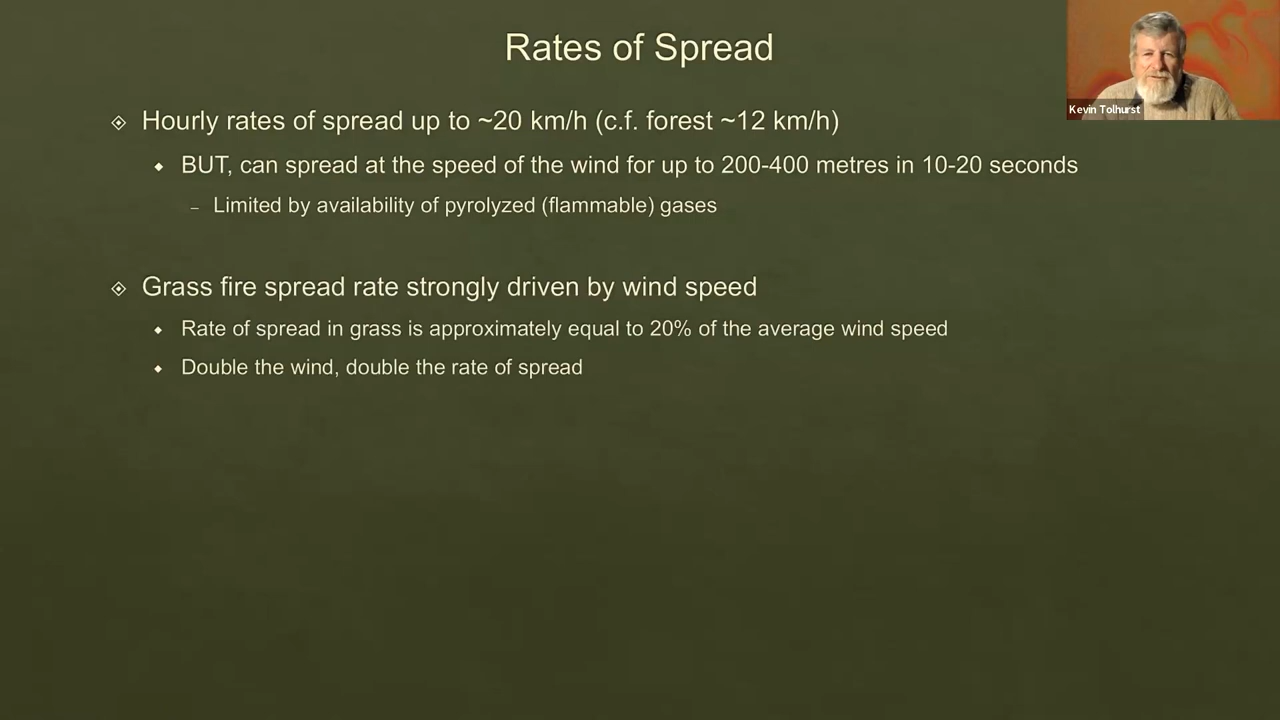 Rates of Spread
Kevin Tolhurst
Hourly rates of spread up to ~20 km/h (c.f. forest ~12 km/h)
BUT, can spread at the speed of the wind for up to 200-400 metres in 10-20 seconds
– Limited by availability of pyrolyzed (flammable) gases
Grass fire spread rate strongly driven by wind speed
Rate of spread in grass is approximately equal to 20% of the average wind speed
Double the wind, double the rate of spread